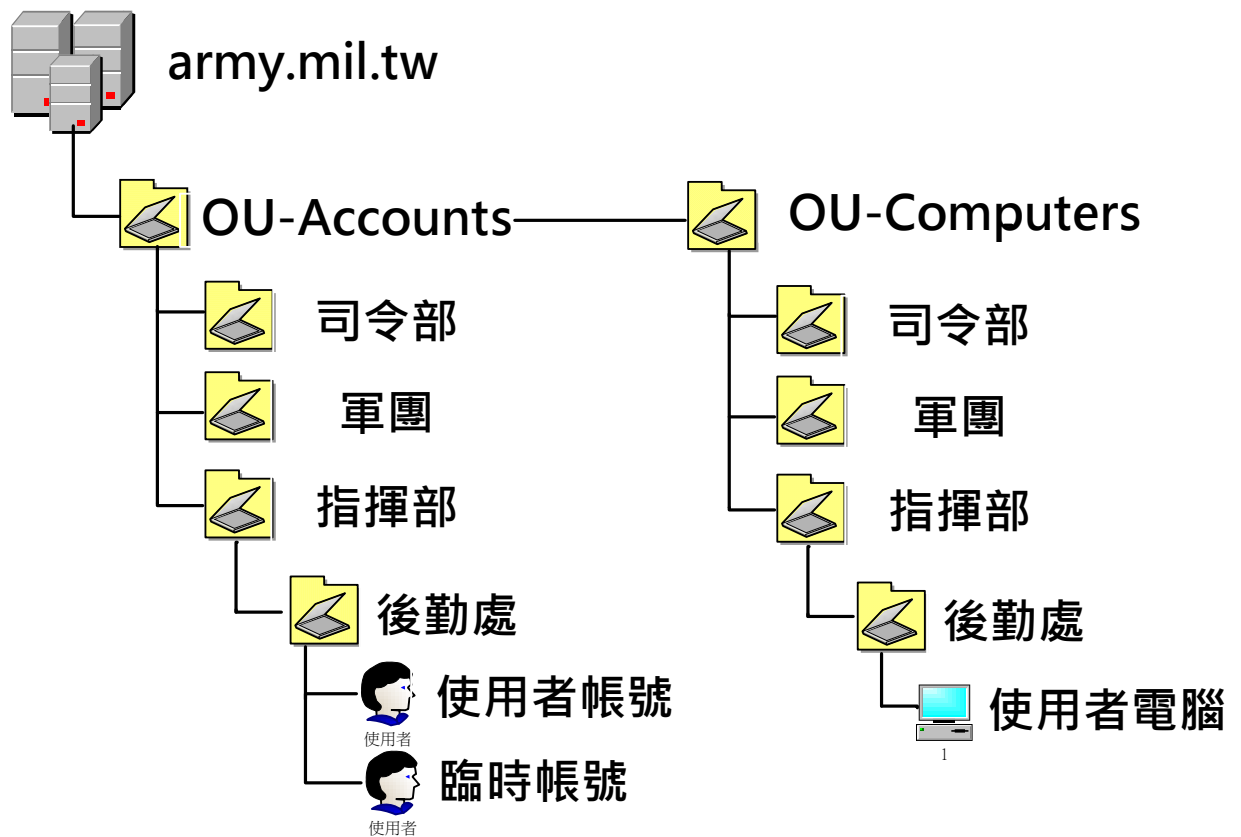 army.mil.tw
OU-Accounts
司令部
軍團
指揮部
後勤處
使用者帳號
使用者
臨時帳號
使用者
OU-Computers
司令部
軍團
指揮部
後勤處
使用者電腦
1